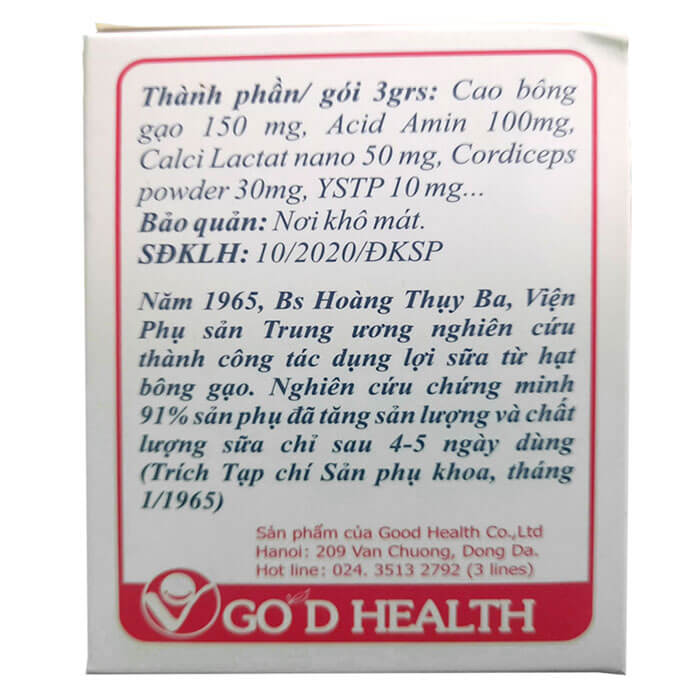 Thành phần/ gói 3grs: Cao bông
gạo 150 mg, Acid Amin 100mg,
Calci Lactat nano 50 mg, Cordiceps
powder 30mg, YSTP 10 mg...
Bảo quản: Nơi khô mát.
SĐKLH: 10/2020/ĐKSP
Năm 1965, Bs Hoàng Thụy Ba, Viện
Phụ sản Trung ương nghiên cứu
thành công tác dụng lợi sữa từ hạt
bông gạo. Nghiên cứu chứng minh
91% sản phụ đã tăng sản lượng và chất
lượng sữa chỉ sau 4-5 ngày dùng
(Trích Tạp chí Sản phụ khoa, tháng
1/1965)
Sản phẩm của Good Health Co.,Ltd
Hanoi: 209 Van Chuong, Dong Da.
Hot line: 024. 3513 2792 (3 lines)
GO D HEALTH